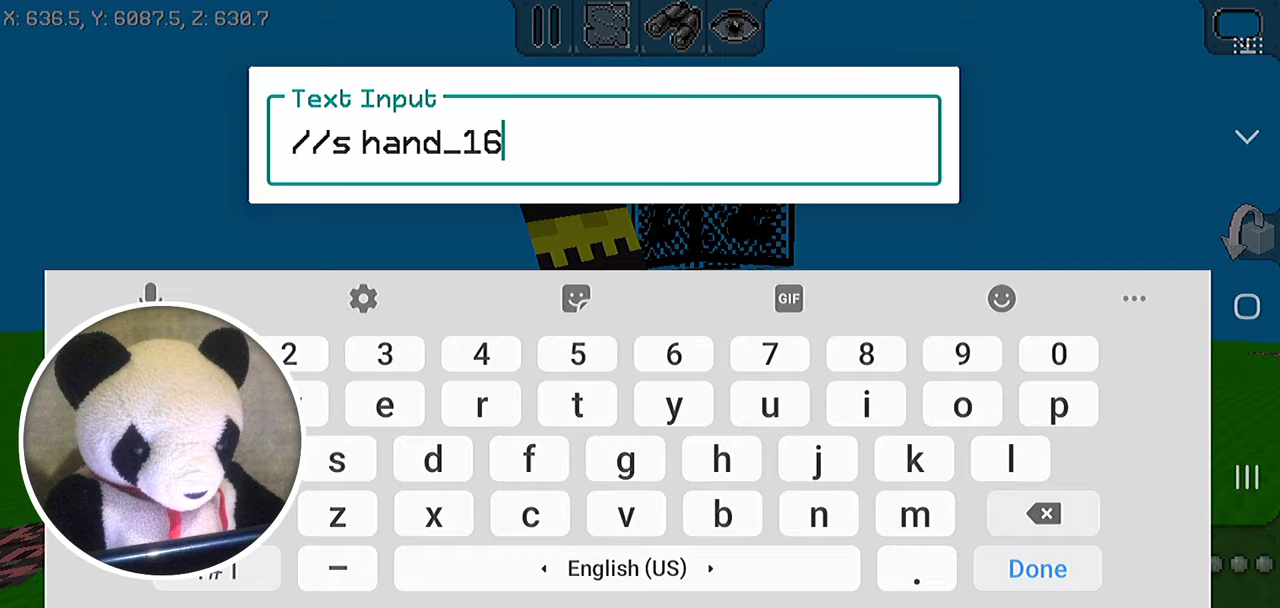 X: 636.5, Y: 6087.5, Z: 630.7
Text Input
//s hand_16
GIF
2 3 4 5 6 7 8 9 0
e r t y u i o p
s d f g h j k l
z x c v b n m
English (US) . Done